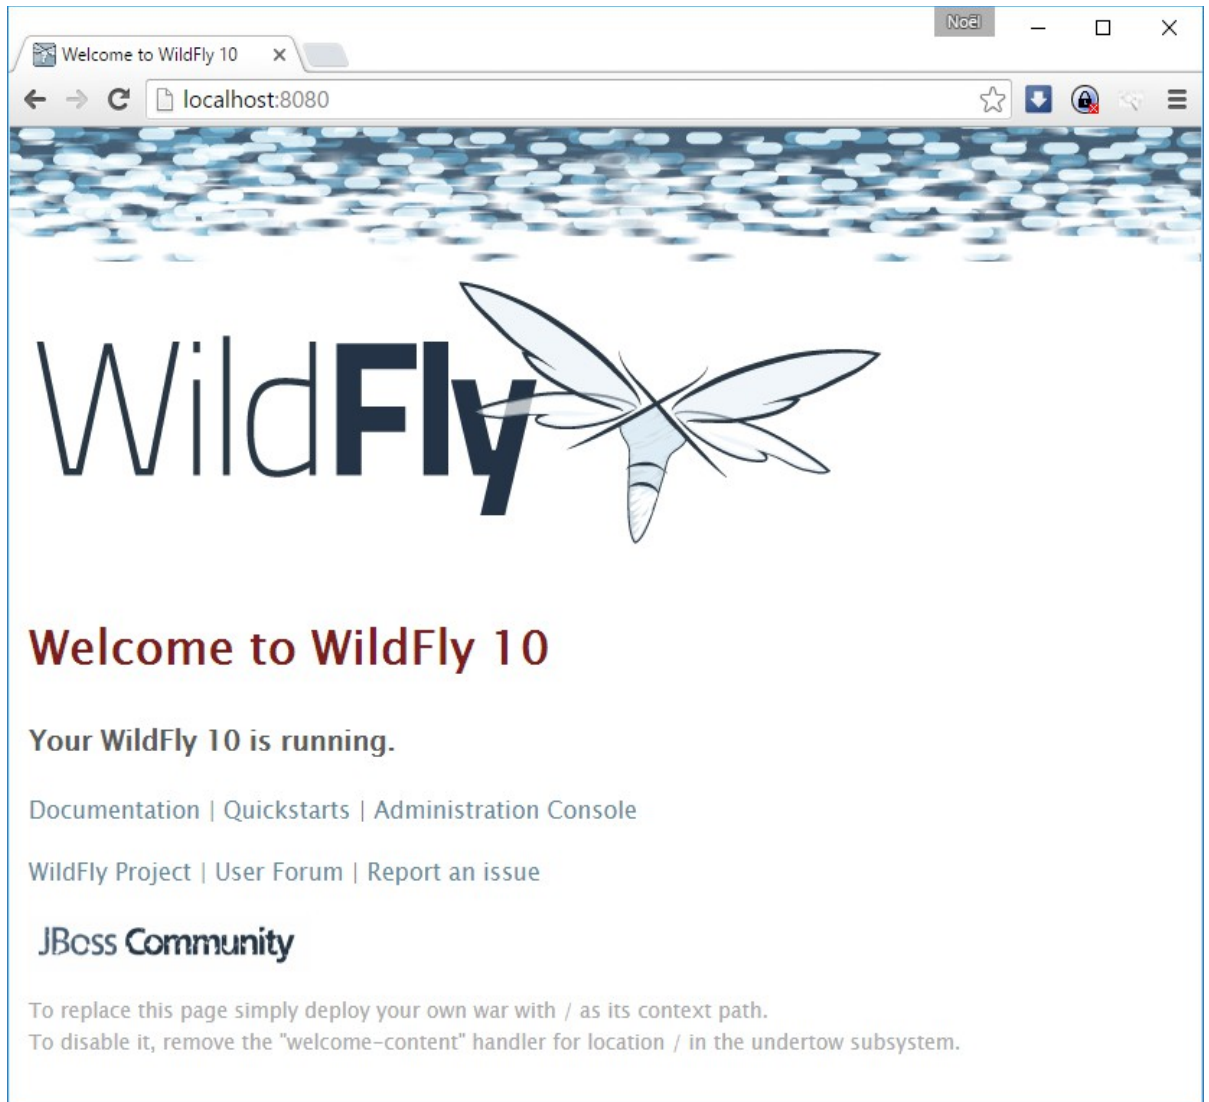 Noël
Welcome to WildFly 10
localhost:8080
WildFly
Welcome to WildFly 10
Your WildFly 10 is running.
Documentation | Quickstarts | Administration Console
WildFly Project | User Forum | Report an issue
JBoss Community
To replace this page simply deploy your own war with / as its context path.
To disable it, remove the "welcome-content" handler for location / in the undertow subsystem.